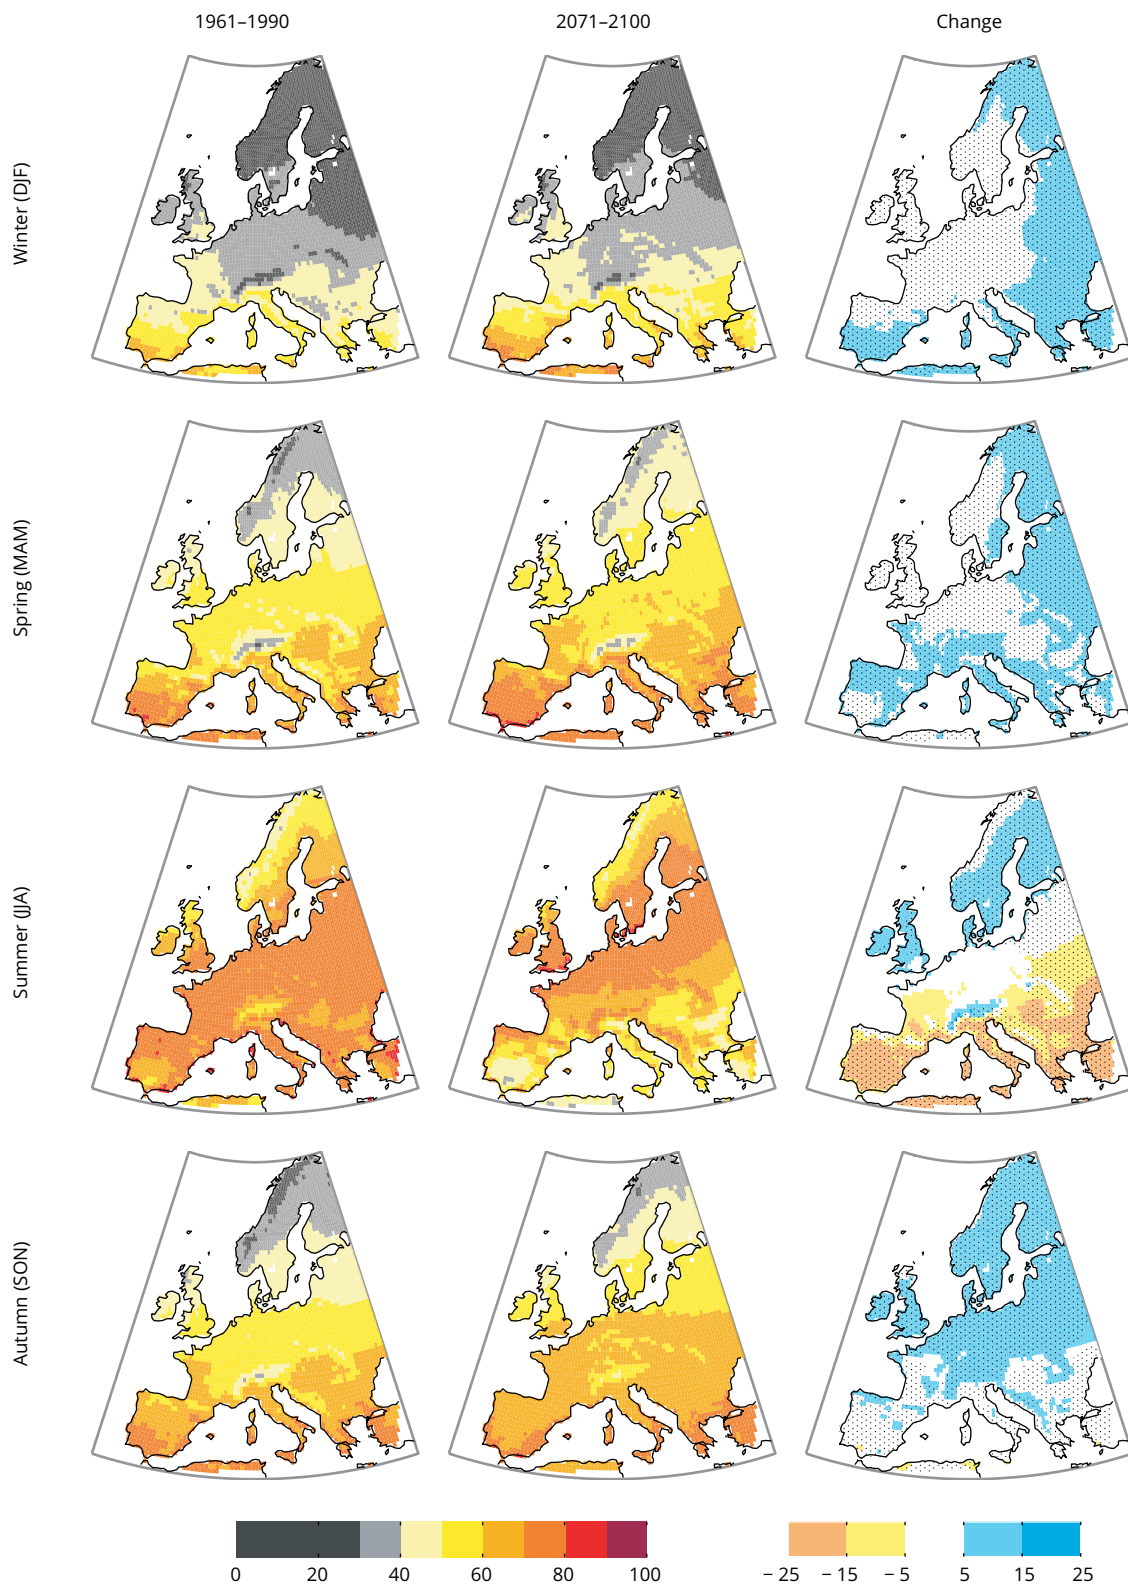 1961–1990 2071–2100 Change
Winter (DJF)
Spring (MAM)
Summer (JJA)
Autumn (SON)
0 20 40 60 80 100 – 25 – 15 – 5 5 15 25